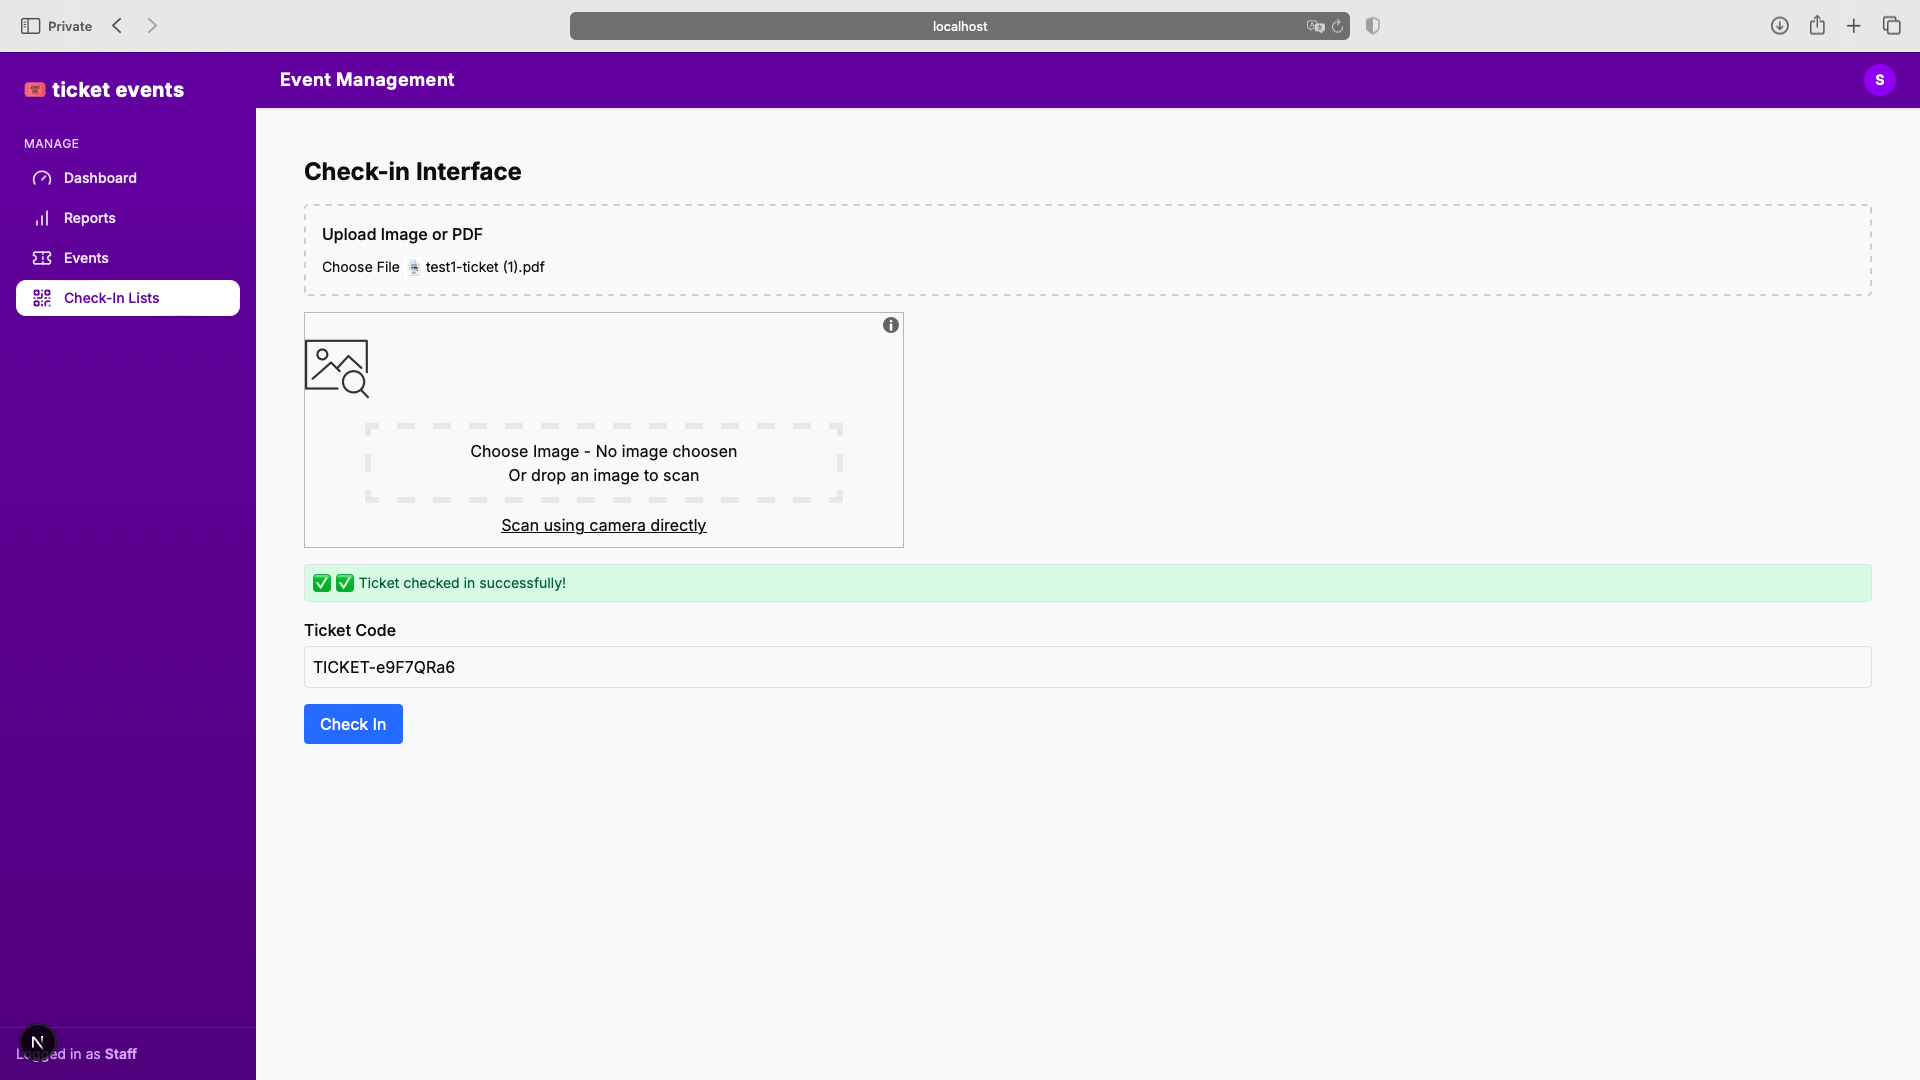 Private
localhost
ticket events
Event Management
S
MANAGE
Dashboard
Reports
Events
Check-In Lists
Check-in Interface
Upload Image or PDF
Choose File test1-ticket (1).pdf
Choose Image - No image choosen
Or drop an image to scan
Scan using camera directly
✅ ✅ Ticket checked in successfully!
Ticket Code
TICKET-e9F7QRa6
Check In
N
Logged in as Staff